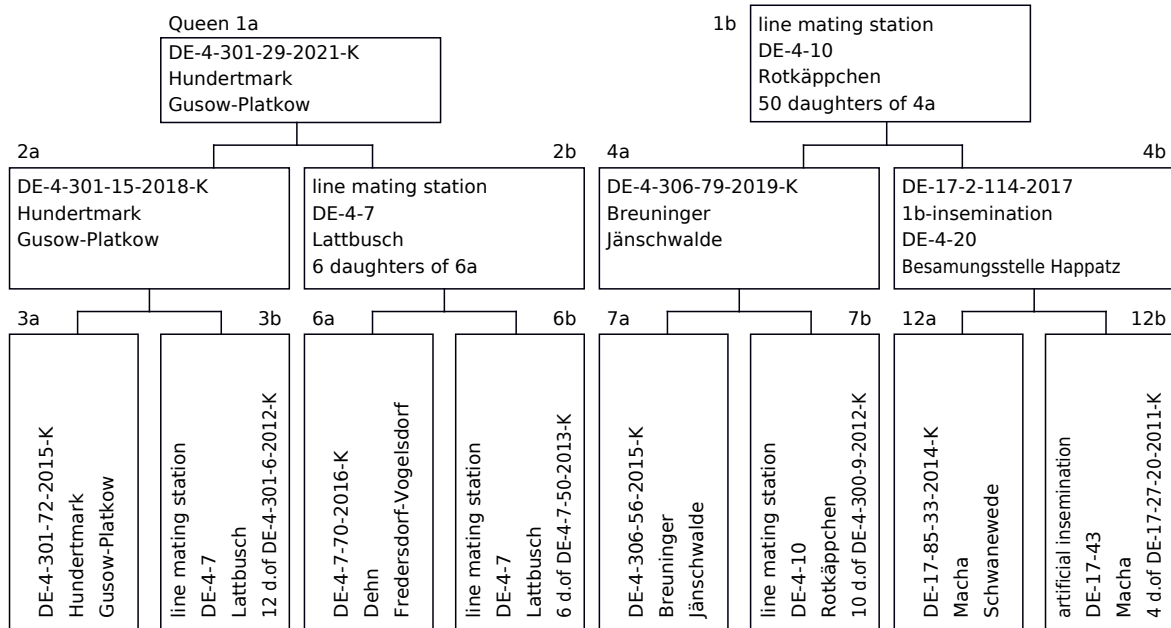 Queen 1a
DE-4-301-29-2021-K
Hundertmark
Gusow-Platkow
1b
line mating station
DE-4-10
Rotkäppchen
50 daughters of 4a
2a
DE-4-301-15-2018-K
Hundertmark
Gusow-Platkow
2b
line mating station
DE-4-7
Lattbusch
6 daughters of 6a
4a
DE-4-306-79-2019-K
Breuninger
Jänschwalde
4b
DE-17-2-114-2017
1b-insemination
DE-4-20
Besamungsstelle Happatz
3a
DE-4-301-72-2015-K
Hundertmark
Gusow-Platkow
3b
line mating station
DE-4-7
Lattbusch
12 d.of DE-4-301-6-2012-K
6a
DE-4-7-70-2016-K
Dehn
Fredersdorf-Vogelsdorf
6b
line mating station
DE-4-7
Lattbusch
6 d.of DE-4-7-50-2013-K
7a
DE-4-306-56-2015-K
Breuninger
Jänschwalde
7b
line mating station
DE-4-10
Rotkäppchen
10 d.of DE-4-300-9-2012-K
12a
DE-17-85-33-2014-K
Macha
Schwanewede
12b
artificial insemination
DE-17-43
Macha
4 d.of DE-17-27-20-2011-K